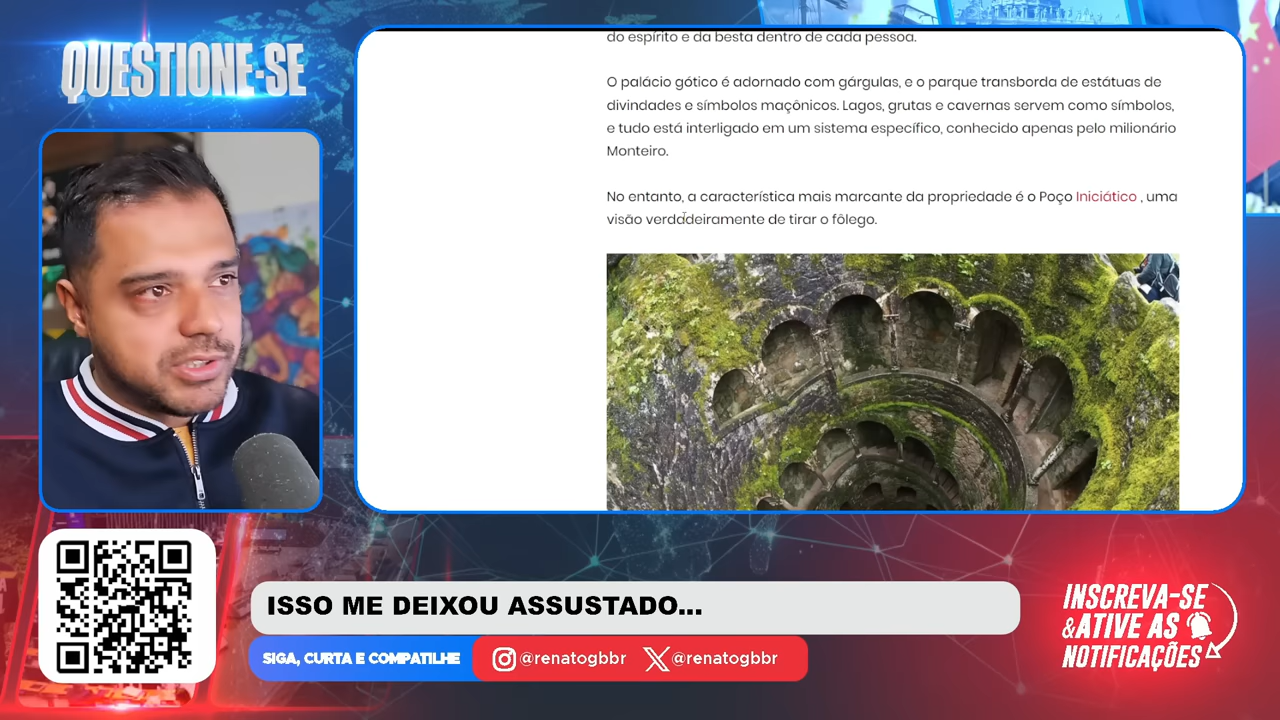 QUESTIONE-SE
do espírito e da besta dentro de cada pessoa.
O palácio gótico é adornado com gárgulas, e o parque transborda de estátuas de
divindades e símbolos maçônicos. Lagos, grutas e cavernas servem como símbolos,
e tudo está interligado em um sistema específico, conhecido apenas pelo milionário
Monteiro.
No entanto, a característica mais marcante da propriedade é o Poço Iniciático , uma
visão verdadeiramente de tirar o fôlego.
ISSO ME DEIXOU ASSUSTADO...
SIGA, CURTA E COMPATILHE
@renatogbbr
@renatogbbr
INSCREVA-SE
&ATIVE AS
NOTIFICAÇÕES